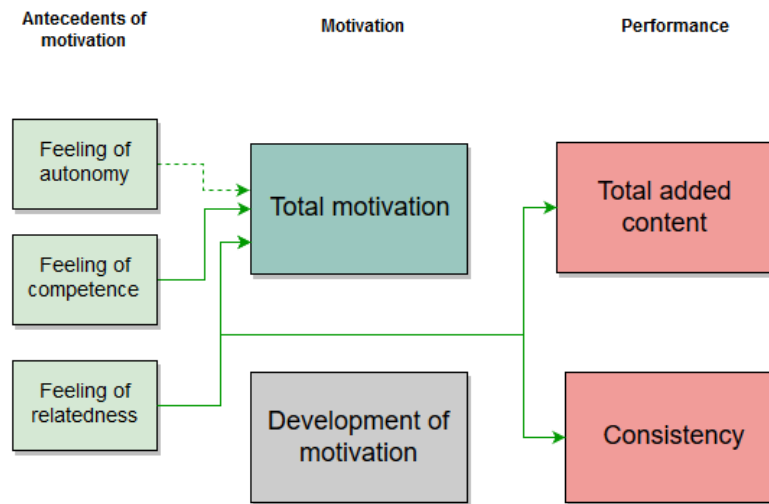 Antecedents of
motivation
Motivation
Performance
Feeling of
autonomy
Total motivation
Total added
content
Feeling of
competence
Feeling of
relatedness
Development of
motivation
Consistency